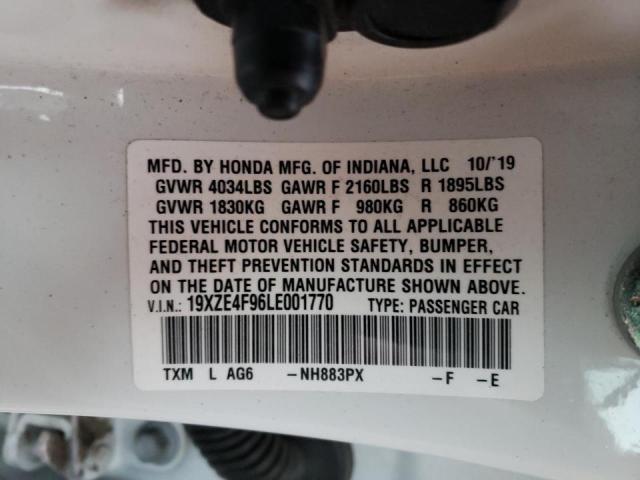 MFD. BY HONDA MFG. OF INDIANA, LLC 10/'19
GVWR 4034LBS GAWR F 2160LBS R 1895LBS
GVWR 1830KG GAWR F 980KG R 860KG
THIS VEHICLE CONFORMS TO ALL APPLICABLE
FEDERAL MOTOR VEHICLE SAFETY, BUMPER,
AND THEFT PREVENTION STANDARDS IN EFFECT
ON THE DATE OF MANUFACTURE SHOWN ABOVE.
V.I.N.: 19XZE4F96LE001770 TYPE: PASSENGER CAR
TXM L AG6 -NH883PX -F -E